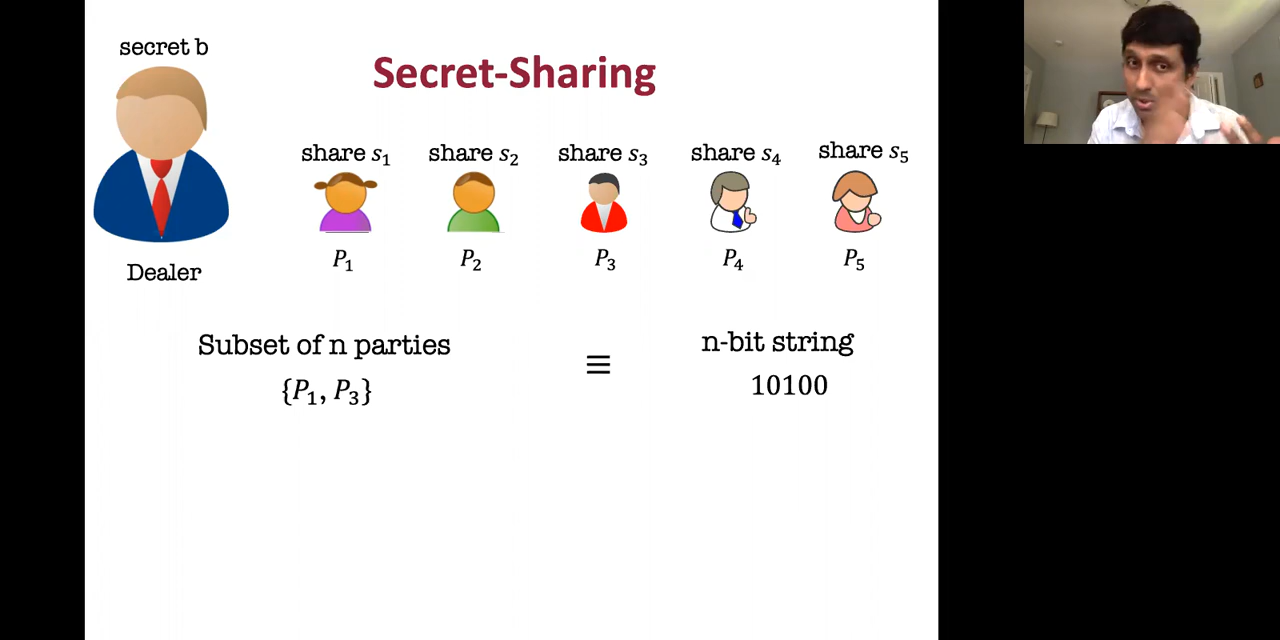 secret b
Secret-Sharing
share s₁ share s₂ share s₃ share s₄ share s₅
Dealer
P₁ P₂ P₃ P₄ P₅
Subset of n parties
{P₁, P₃}
≡
n-bit string
10100